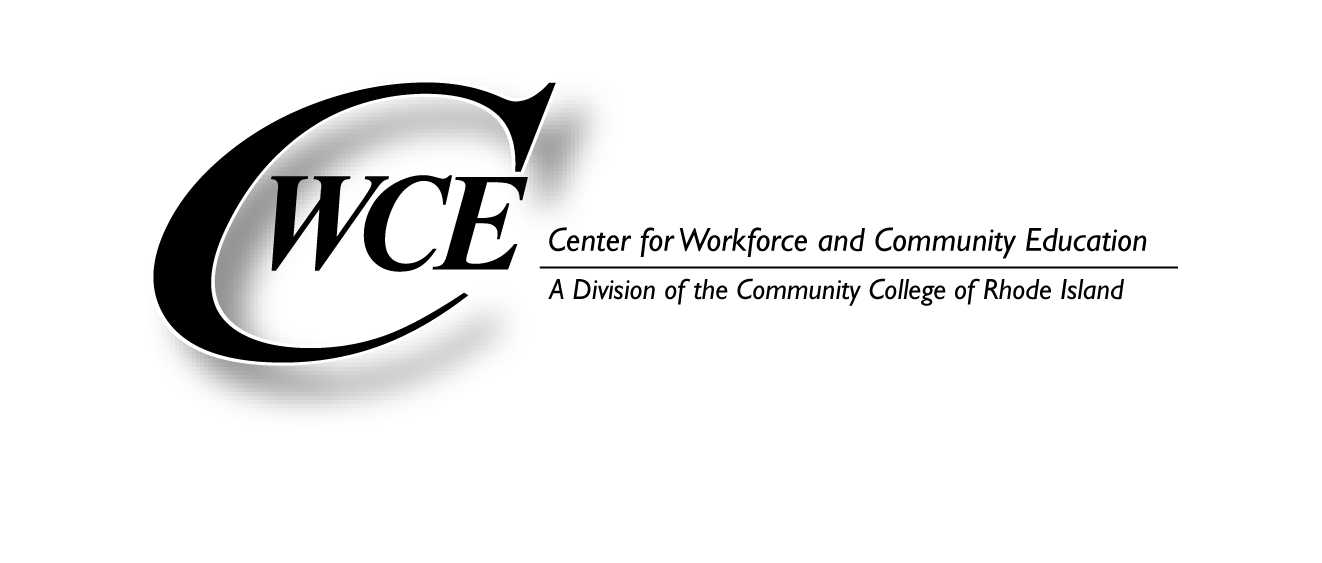 CWCE
Center for Workforce and Community Education
A Division of the Community College of Rhode Island